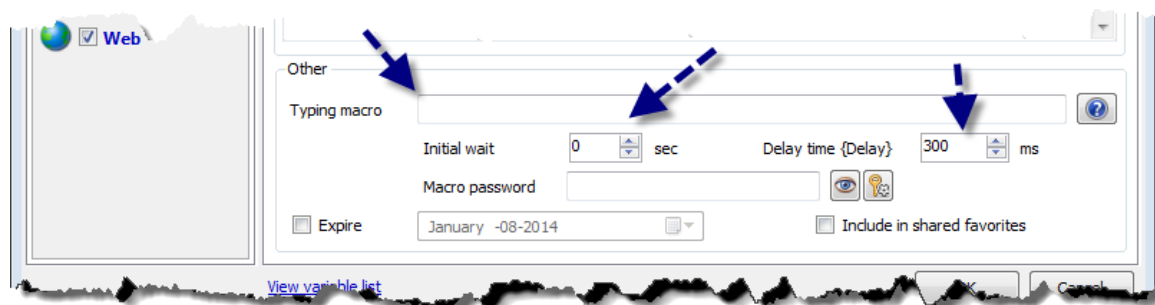 Web
Other
Typing macro
Initial wait 0 sec Delay time {Delay} 300 ms
Macro password
Expire January -08-2014 Include in shared favorites
View variable list